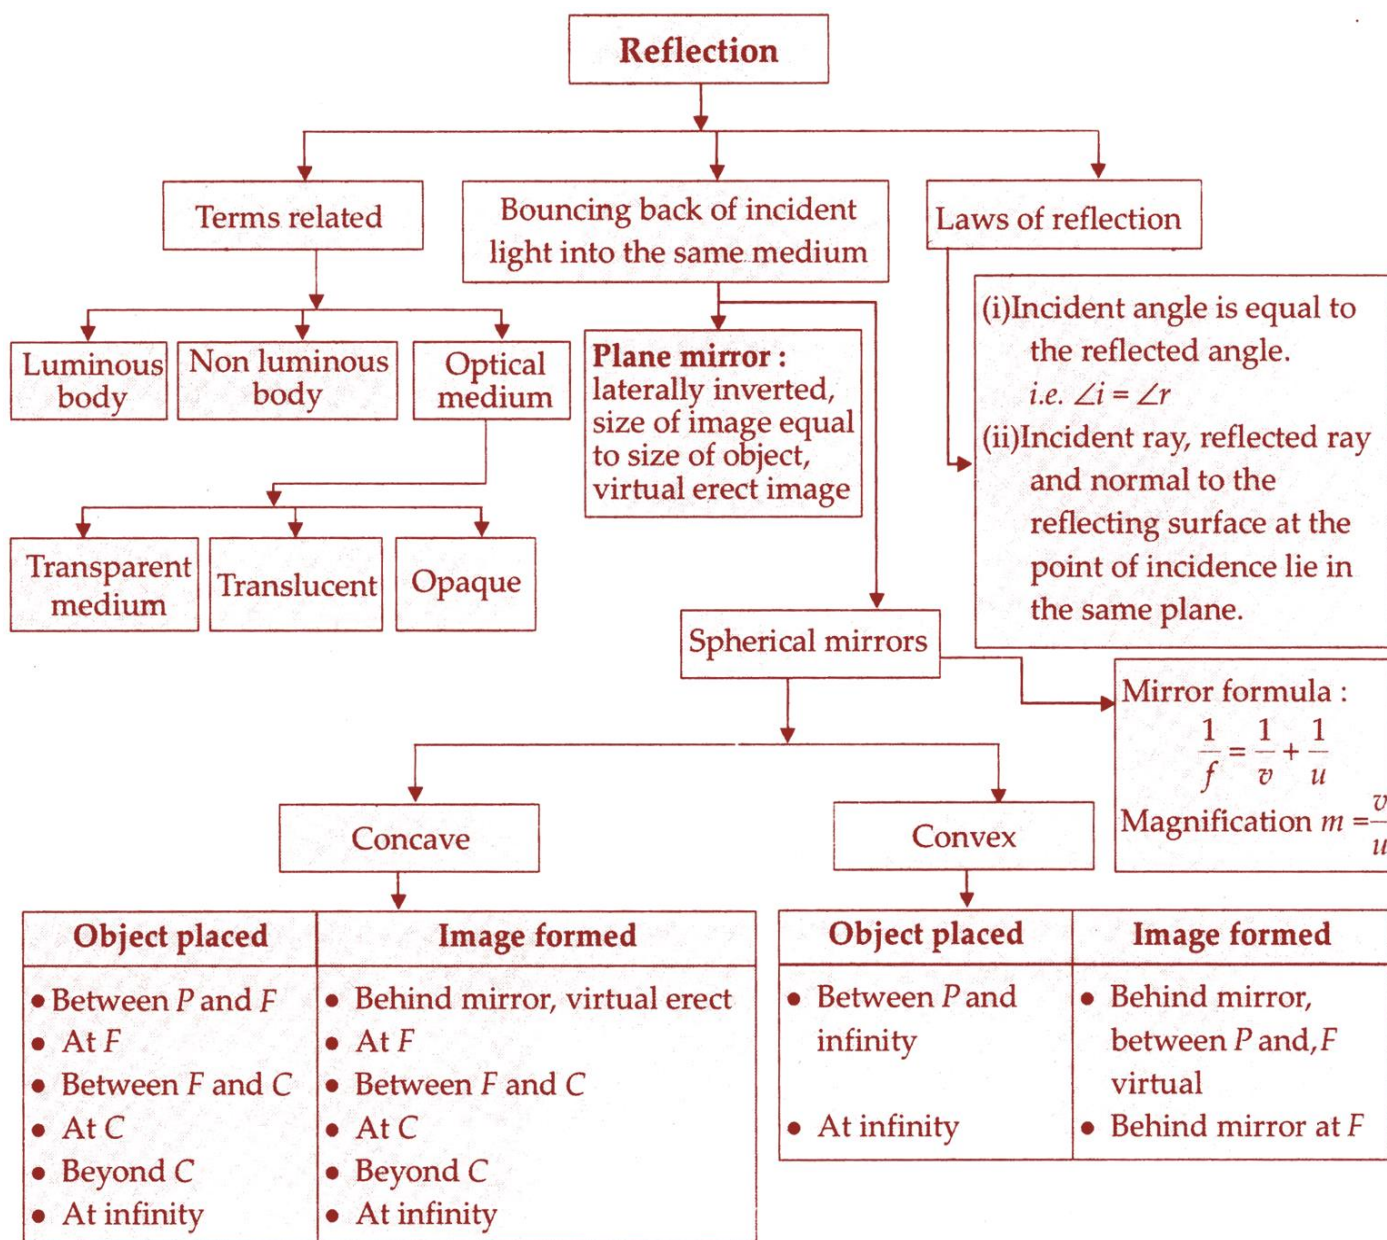 Reflection
Terms related
Bouncing back of incident
light into the same medium
Laws of reflection
Luminous
body
Non luminous
body
Optical
medium
Transparent
medium
Translucent
Opaque
Plane mirror :
laterally inverted,
size of image equal
to size of object,
virtual erect image
(i)Incident angle is equal to
the reflected angle.
i.e. ∠i = ∠r
(ii)Incident ray, reflected ray
and normal to the
reflecting surface at the
point of incidence lie in
the same plane.
Spherical mirrors
Mirror formula :
1/f = 1/v + 1/u
Magnification m = v/u
Concave
Convex
Object placed Image formed
• Between P and F • Behind mirror, virtual erect
• At F • At F
• Between F and C • Between F and C
• At C • At C
• Beyond C • Beyond C
• At infinity • At infinity
Object placed Image formed
• Between P and • Behind mirror,
infinity between P and, F
virtual
• At infinity • Behind mirror at F